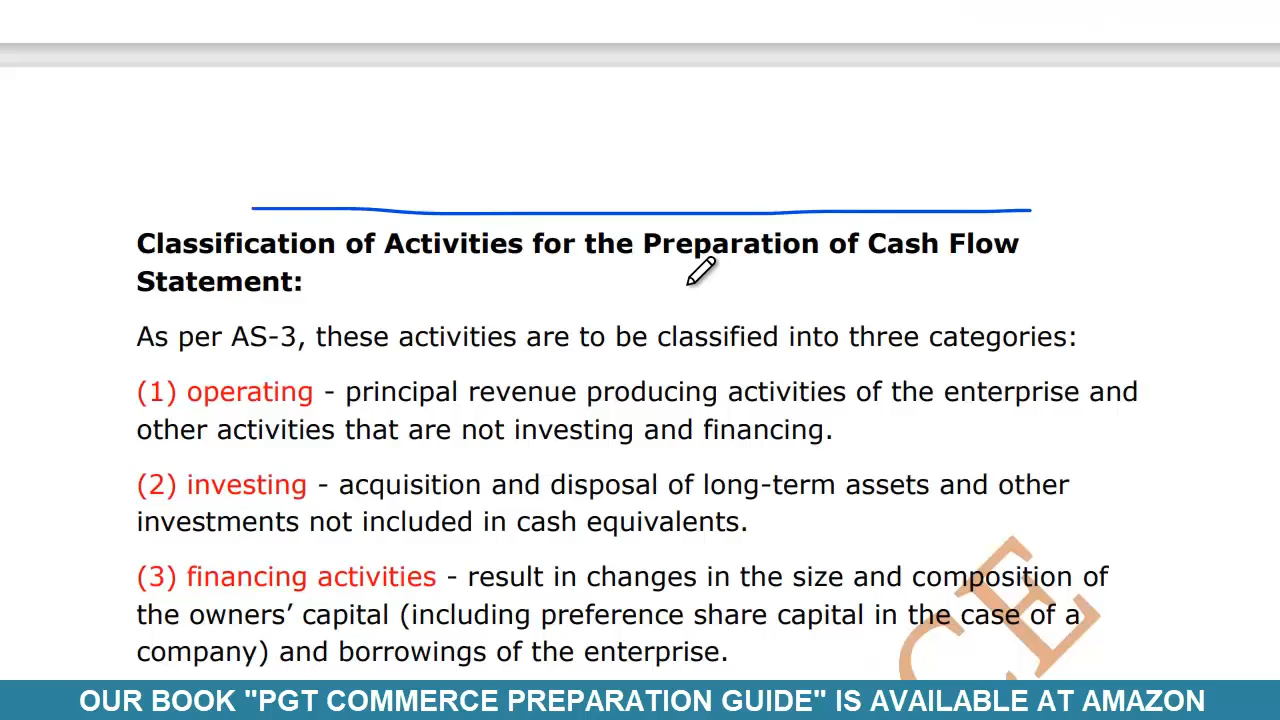 Classification of Activities for the Preparation of Cash Flow
Statement:
As per AS-3, these activities are to be classified into three categories:
(1) operating - principal revenue producing activities of the enterprise and
other activities that are not investing and financing.
(2) investing - acquisition and disposal of long-term assets and other
investments not included in cash equivalents.
(3) financing activities - result in changes in the size and composition of
the owners’ capital (including preference share capital in the case of a
company) and borrowings of the enterprise.
CE
OUR BOOK "PGT COMMERCE PREPARATION GUIDE" IS AVAILABLE AT AMAZON